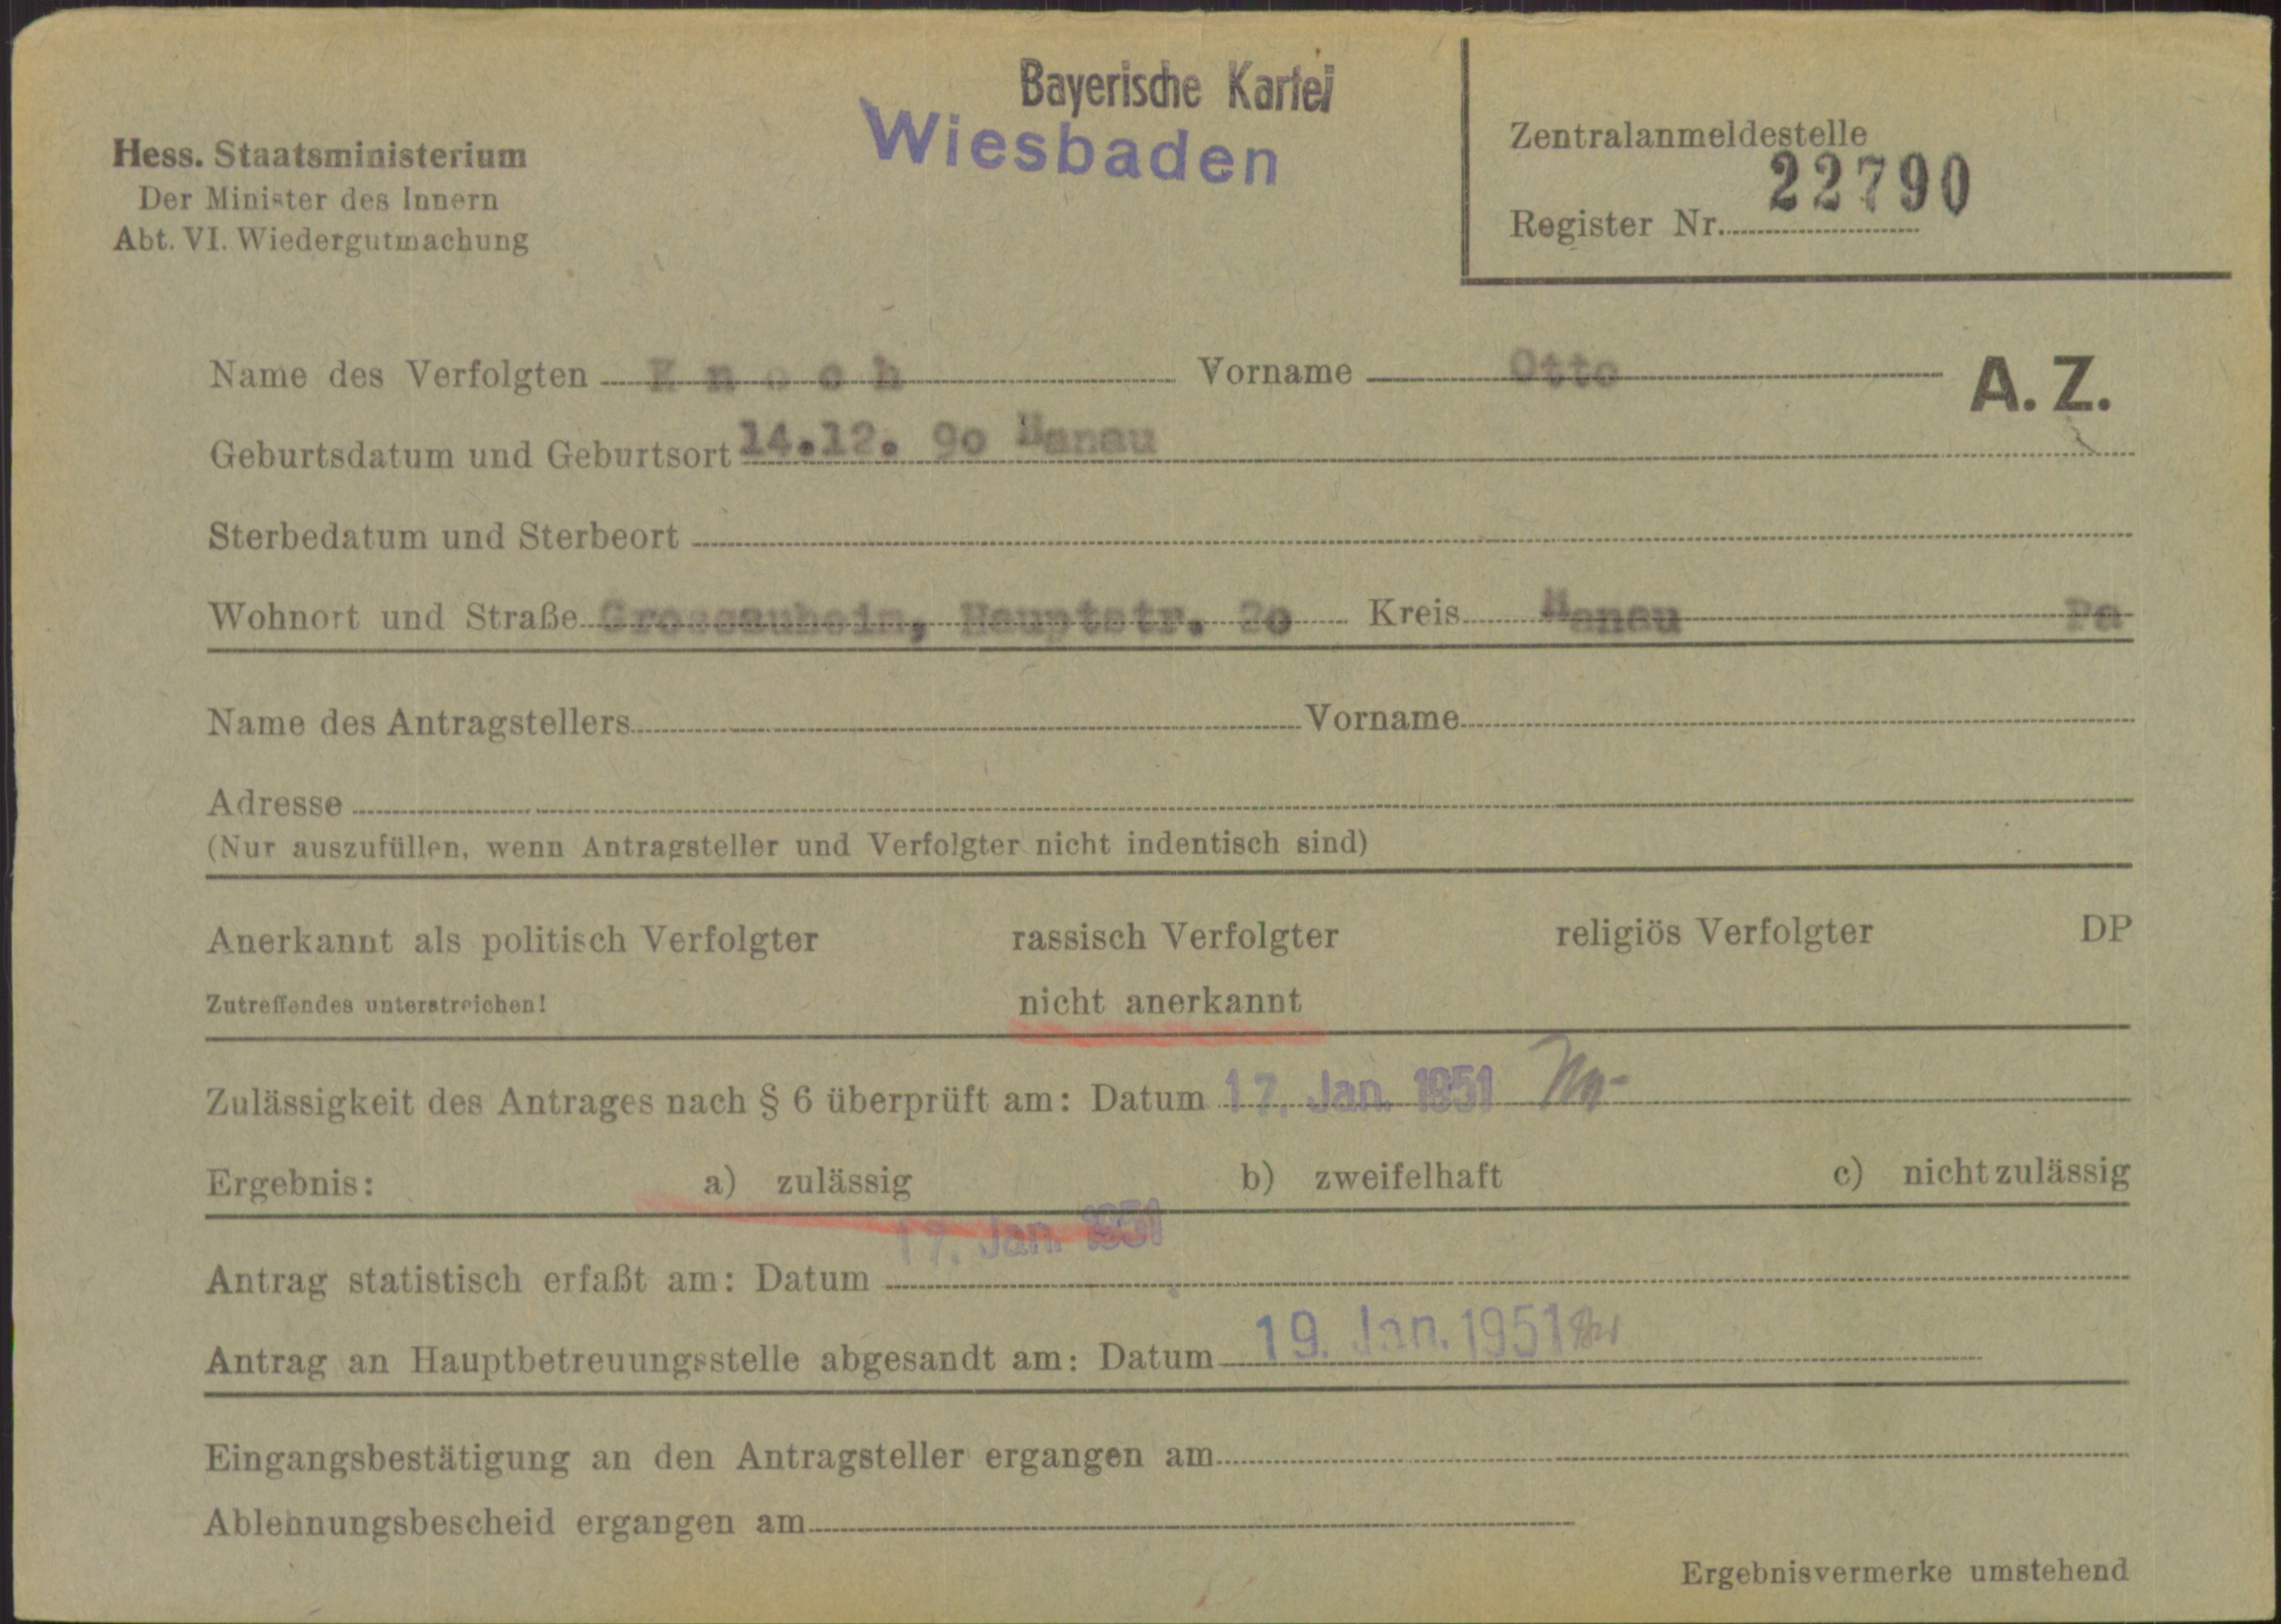 Bayerische Kartei
Wiesbaden
Hess. Staatsministerium
Der Minister des Innern
Abt. VI. Wiedergutmachung
Zentralanmeldestelle
Register Nr. 22790
Name des Verfolgten K n o c h Vorname Otto A. Z.
Geburtsdatum und Geburtsort 14.12. 90 Hanau
Sterbedatum und Sterbeort
Wohnort und Straße Grossauheim, Hauptstr. 20 Kreis Hanau Pa
Name des Antragstellers Vorname
Adresse
(Nur auszufüllen, wenn Antragsteller und Verfolgter nicht indentisch sind)
Anerkannt als politisch Verfolgter rassisch Verfolgter religiös Verfolgter DP
Zutreffendes unterstreichen! nicht anerkannt
Zulässigkeit des Antrages nach § 6 überprüft am: Datum 17. Jan. 1951
Ergebnis: a) zulässig b) zweifelhaft c) nicht zulässig
17. Jan. 1951
Antrag statistisch erfaßt am: Datum
Antrag an Hauptbetreuungsstelle abgesandt am: Datum 19. Jan. 1951
Eingangsbestätigung an den Antragsteller ergangen am
Ablehnungsbescheid ergangen am
Ergebnisvermerke umstehend